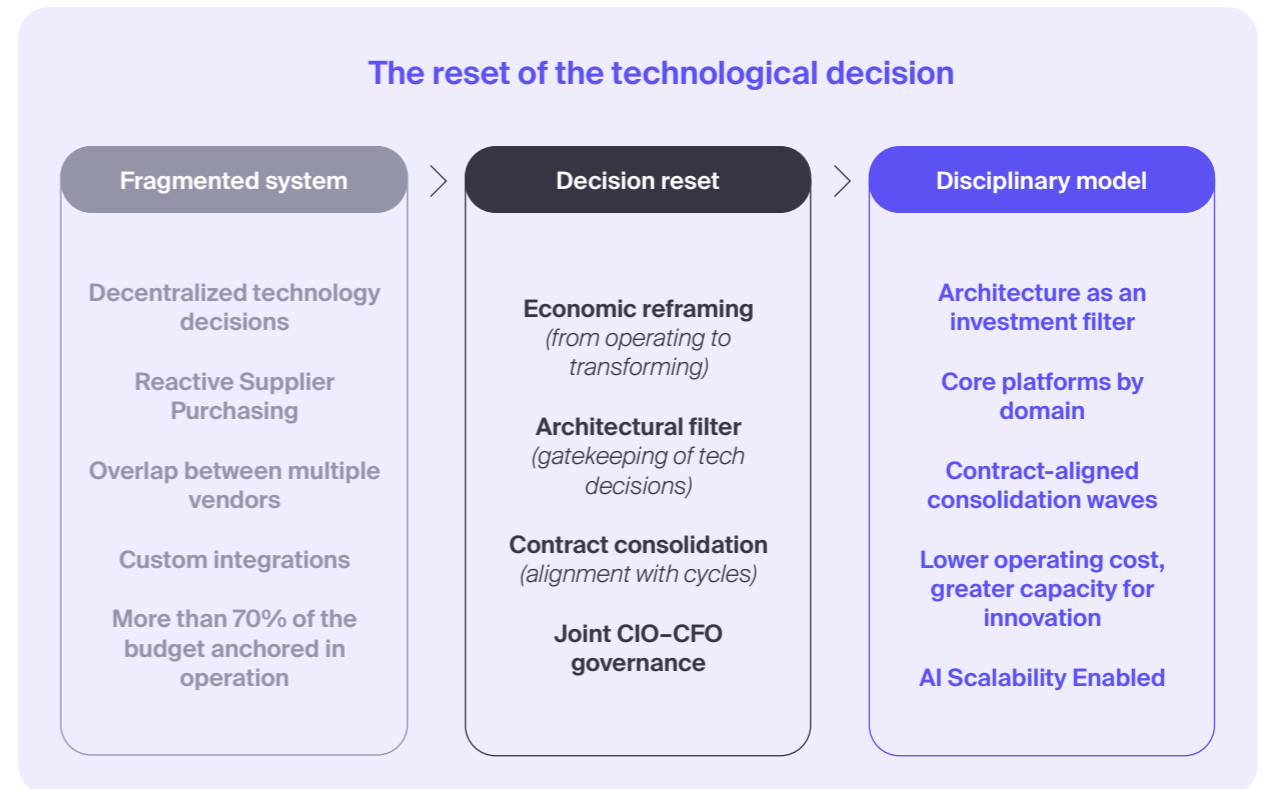 The reset of the technological decision
Fragmented system
Decentralized technology
decisions
Reactive Supplier
Purchasing
Overlap between multiple
vendors
Custom integrations
More than 70% of the
budget anchored in
operation
Decision reset
Economic reframing
(from operating to
transforming)
Architectural filter
(gatekeeping of tech
decisions)
Contract consolidation
(alignment with cycles)
Joint CIO–CFO
governance
Disciplinary model
Architecture as an
investment filter
Core platforms by
domain
Contract-aligned
consolidation waves
Lower operating cost,
greater capacity for
innovation
AI Scalability Enabled